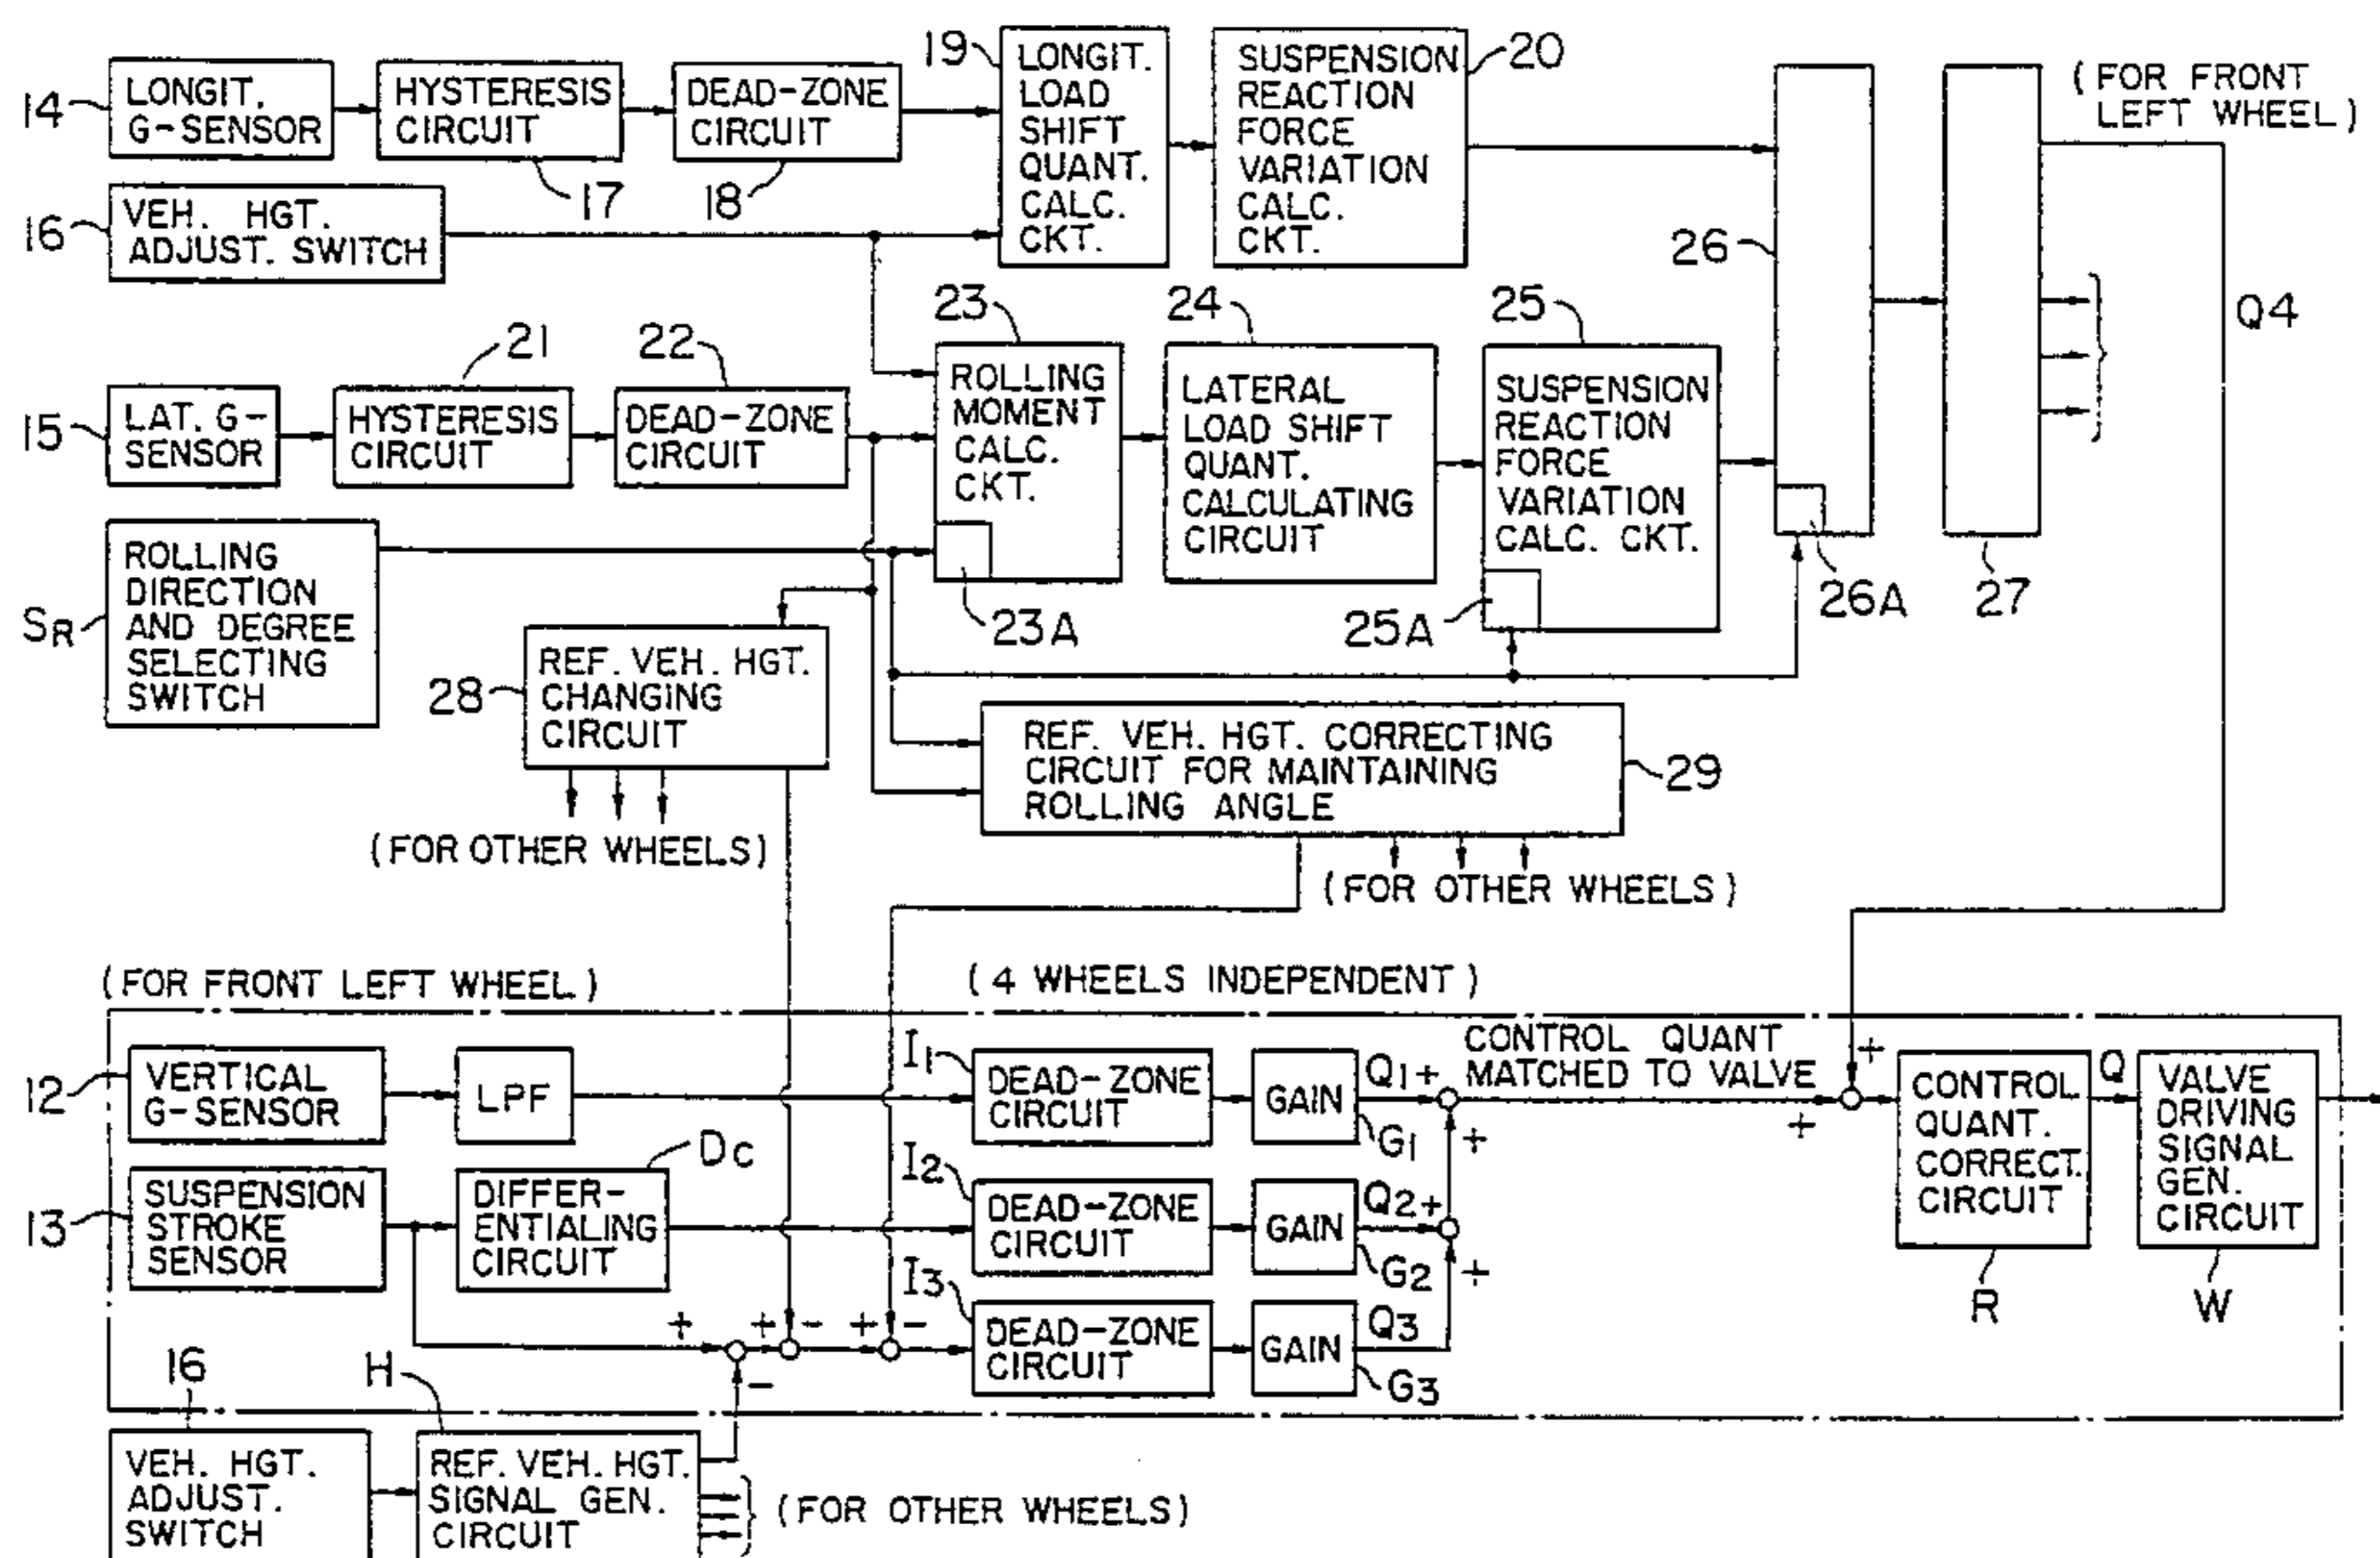 14
LONGIT.
G-SENSOR
HYSTERESIS
CIRCUIT
17
DEAD-ZONE
CIRCUIT
18
19
LONGIT.
LOAD
SHIFT
QUANT.
CALC.
CKT.
SUSPENSION
REACTION
FORCE
VARIATION
CALC.
CKT.
20
16
VEH. HGT.
ADJUST. SWITCH
26
26A
27
(FOR FRONT
LEFT WHEEL)
Q4
15
LAT. G-
SENSOR
21
HYSTERESIS
CIRCUIT
22
DEAD-ZONE
CIRCUIT
23
ROLLING
MOMENT
CALC.
CKT.
23A
24
LATERAL
LOAD SHIFT
QUANT.
CALCULATING
CIRCUIT
25
SUSPENSION
REACTION
FORCE
VARIATION
CALC. CKT.
25A
SR
ROLLING
DIRECTION
AND DEGREE
SELECTING
SWITCH
28
REF. VEH. HGT.
CHANGING
CIRCUIT
(FOR OTHER WHEELS)
REF. VEH. HGT. CORRECTING
CIRCUIT FOR MAINTAINING
ROLLING ANGLE
29
(FOR OTHER WHEELS)
(FOR FRONT LEFT WHEEL)
(4 WHEELS INDEPENDENT)
12
VERTICAL
G-SENSOR
LPF
I1
DEAD-ZONE
CIRCUIT
GAIN
G1
Q1+
+
CONTROL QUANT
MATCHED TO VALVE
+
+
CONTROL
QUANT.
CORRECT.
CIRCUIT
R
Q
VALVE
DRIVING
SIGNAL
GEN.
CIRCUIT
W
13
SUSPENSION
STROKE
SENSOR
DIFFER-
ENTIALING
CIRCUIT
DC
I2
DEAD-ZONE
CIRCUIT
GAIN
G2
Q2+
+
+ + - + -
-
I3
DEAD-ZONE
CIRCUIT
GAIN
G3
Q3
16
VEH. HGT.
ADJUST.
SWITCH
H
REF. VEH. HGT.
SIGNAL GEN.
CIRCUIT
(FOR OTHER WHEELS)